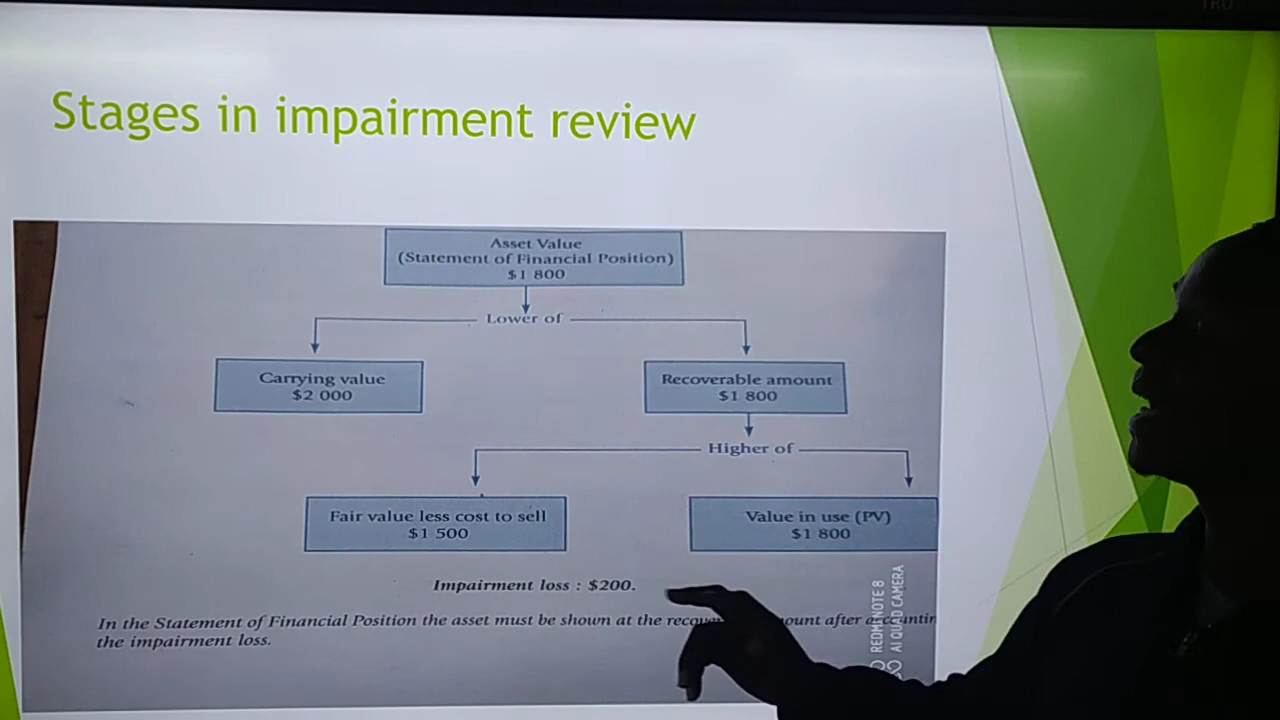 Stages in impairment review
Asset Value
(Statement of Financial Position)
$1 800
Lower of
Carrying value
$2 000
Recoverable amount
$1 800
Higher of
Fair value less cost to sell
$1 500
Value in use (PV)
$1 800
Impairment loss : $200.
In the Statement of Financial Position the asset must be shown at the after
the impairment loss.
REDMI NOTE 8
AI QUAD CAMERA